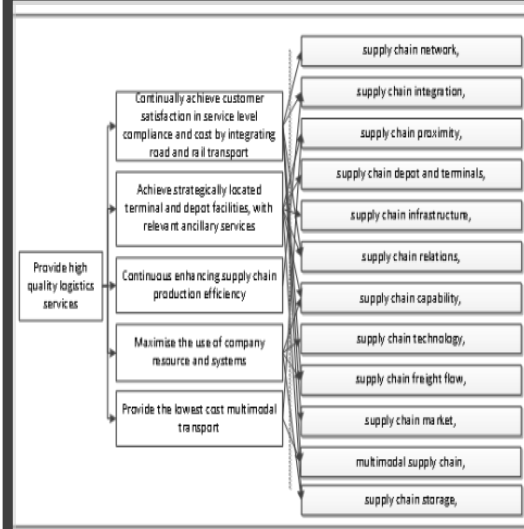 Provide high
quality logistics
services
Continually achieve customer
satisfaction in service level
compliance and cost by integrating
road and rail transport
Achieve strategically located
terminal and depot facilities, with
relevant ancillary services
Continuous enhancing supply chain
production efficiency
Maximise the use of company
resource and systems
Provide the lowest cost multimodal
transport
supply chain network,
supply chain integration,
supply chain proximity,
supply chain depot and terminals,
supply chain infrastructure,
supply chain relations,
supply chain capability,
supply chain technology,
supply chain freight flow,
supply chain market,
multimodal supply chain,
supply chain storage,